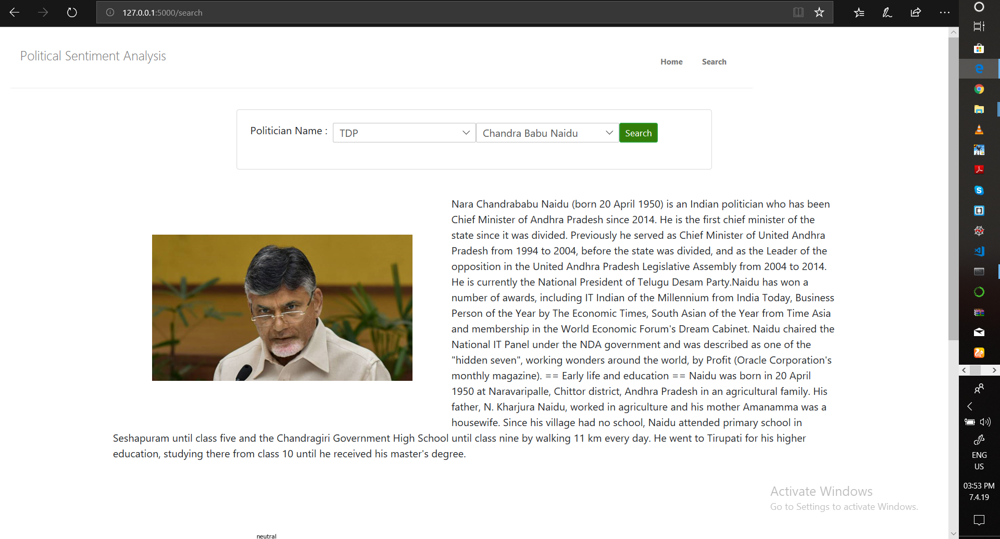 127.0.0.1:5000/search
Political Sentiment Analysis
Home Search
Politician Name : TDP Chandra Babu Naidu Search
Nara Chandrababu Naidu (born 20 April 1950) is an Indian politician who has been
Chief Minister of Andhra Pradesh since 2014. He is the first chief minister of the
state since it was divided. Previously he served as Chief Minister of United Andhra
Pradesh from 1994 to 2004, before the state was divided, and as the Leader of the
opposition in the United Andhra Pradesh Legislative Assembly from 2004 to 2014.
He is currently the National President of Telugu Desam Party.Naidu has won a
number of awards, including IT Indian of the Millennium from India Today, Business
Person of the Year by The Economic Times, South Asian of the Year from Time Asia
and membership in the World Economic Forum's Dream Cabinet. Naidu chaired the
National IT Panel under the NDA government and was described as one of the
"hidden seven", working wonders around the world, by Profit (Oracle Corporation's
monthly magazine). == Early life and education == Naidu was born in 20 April
1950 at Naravaripalle, Chittor district, Andhra Pradesh in an agricultural family. His
father, N. Kharjura Naidu, worked in agriculture and his mother Amanamma was a
housewife. Since his village had no school, Naidu attended primary school in
Seshapuram until class five and the Chandragiri Government High School until class nine by walking 11 km every day. He went to Tirupati for his higher
education, studying there from class 10 until he received his master's degree.
neutral
Activate Windows
Go to Settings to activate Windows.
ENG
US
03:53 PM
7.4.19